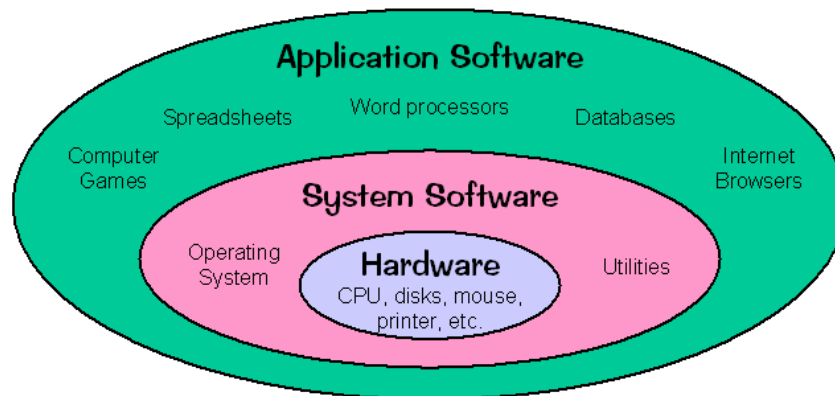 Application Software
Spreadsheets
Word processors
Databases
Computer
Games
Internet
Browsers
System Software
Operating
System
Utilities
Hardware
CPU, disks, mouse,
printer, etc.